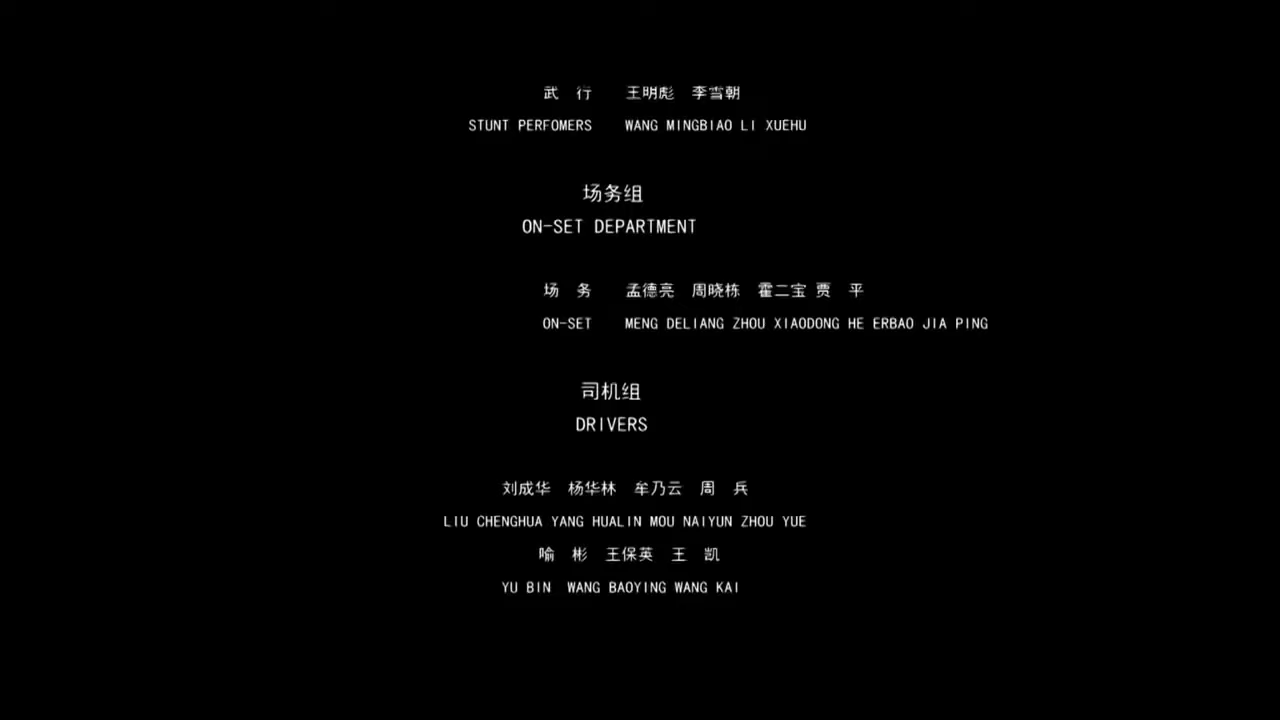 武 行 王明彪 李雪朝
STUNT PERFOMERS WANG MINGBIAO LI XUEHU
场务组
ON-SET DEPARTMENT
场 务 孟德亮 周晓栋 霍二宝 贾 平
ON-SET MENG DELIANG ZHOU XIAODONG HE ERBAO JIA PING
司机组
DRIVERS
刘成华 杨华林 牟乃云 周 兵
LIU CHENGHUA YANG HUALIN MOU NAIYUN ZHOU YUE
喻 彬 王保英 王 凯
YU BIN WANG BAOYING WANG KAI